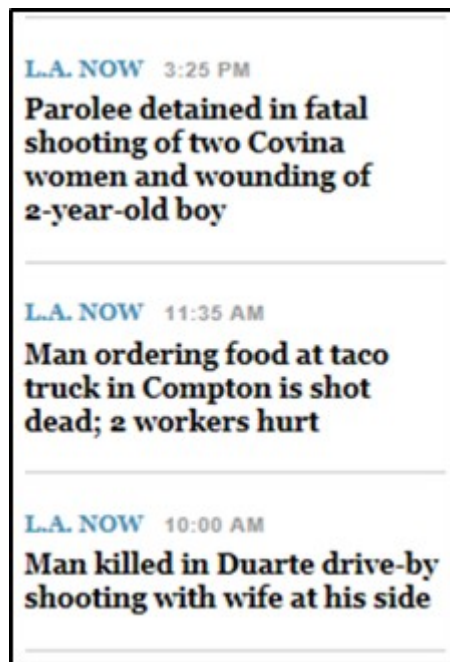 L.A. NOW 3:25 PM
Parolee detained in fatal
shooting of two Covina
women and wounding of
2-year-old boy
L.A. NOW 11:35 AM
Man ordering food at taco
truck in Compton is shot
dead; 2 workers hurt
L.A. NOW 10:00 AM
Man killed in Duarte drive-by
shooting with wife at his side